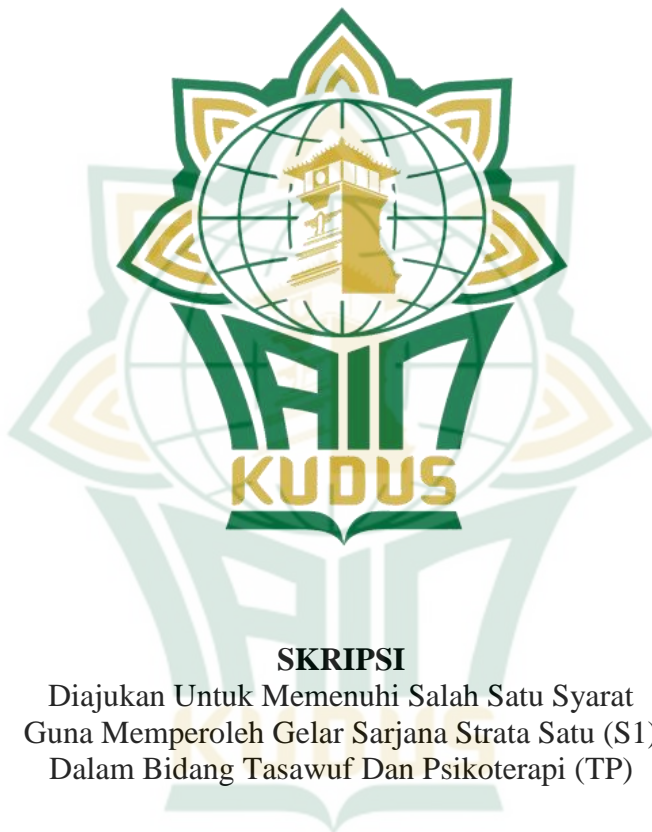 IAIN
KUDUS
SKRIPSI
Diajukan Untuk Memenuhi Salah Satu Syarat
Guna Memperoleh Gelar Sarjana Strata Satu (S1)
Dalam Bidang Tasawuf Dan Psikoterapi (TP)